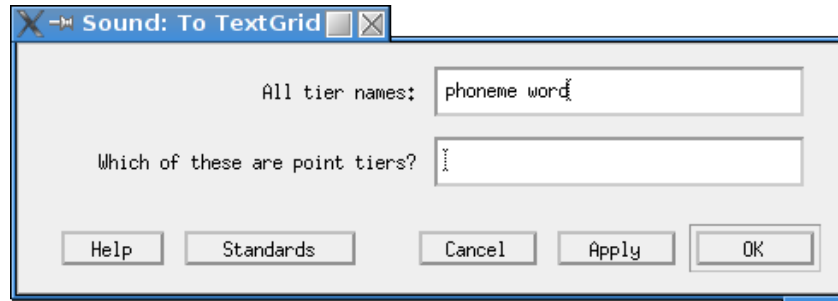 Sound: To TextGrid
All tier names: phoneme word
Which of these are point tiers?
Help Standards Cancel Apply OK